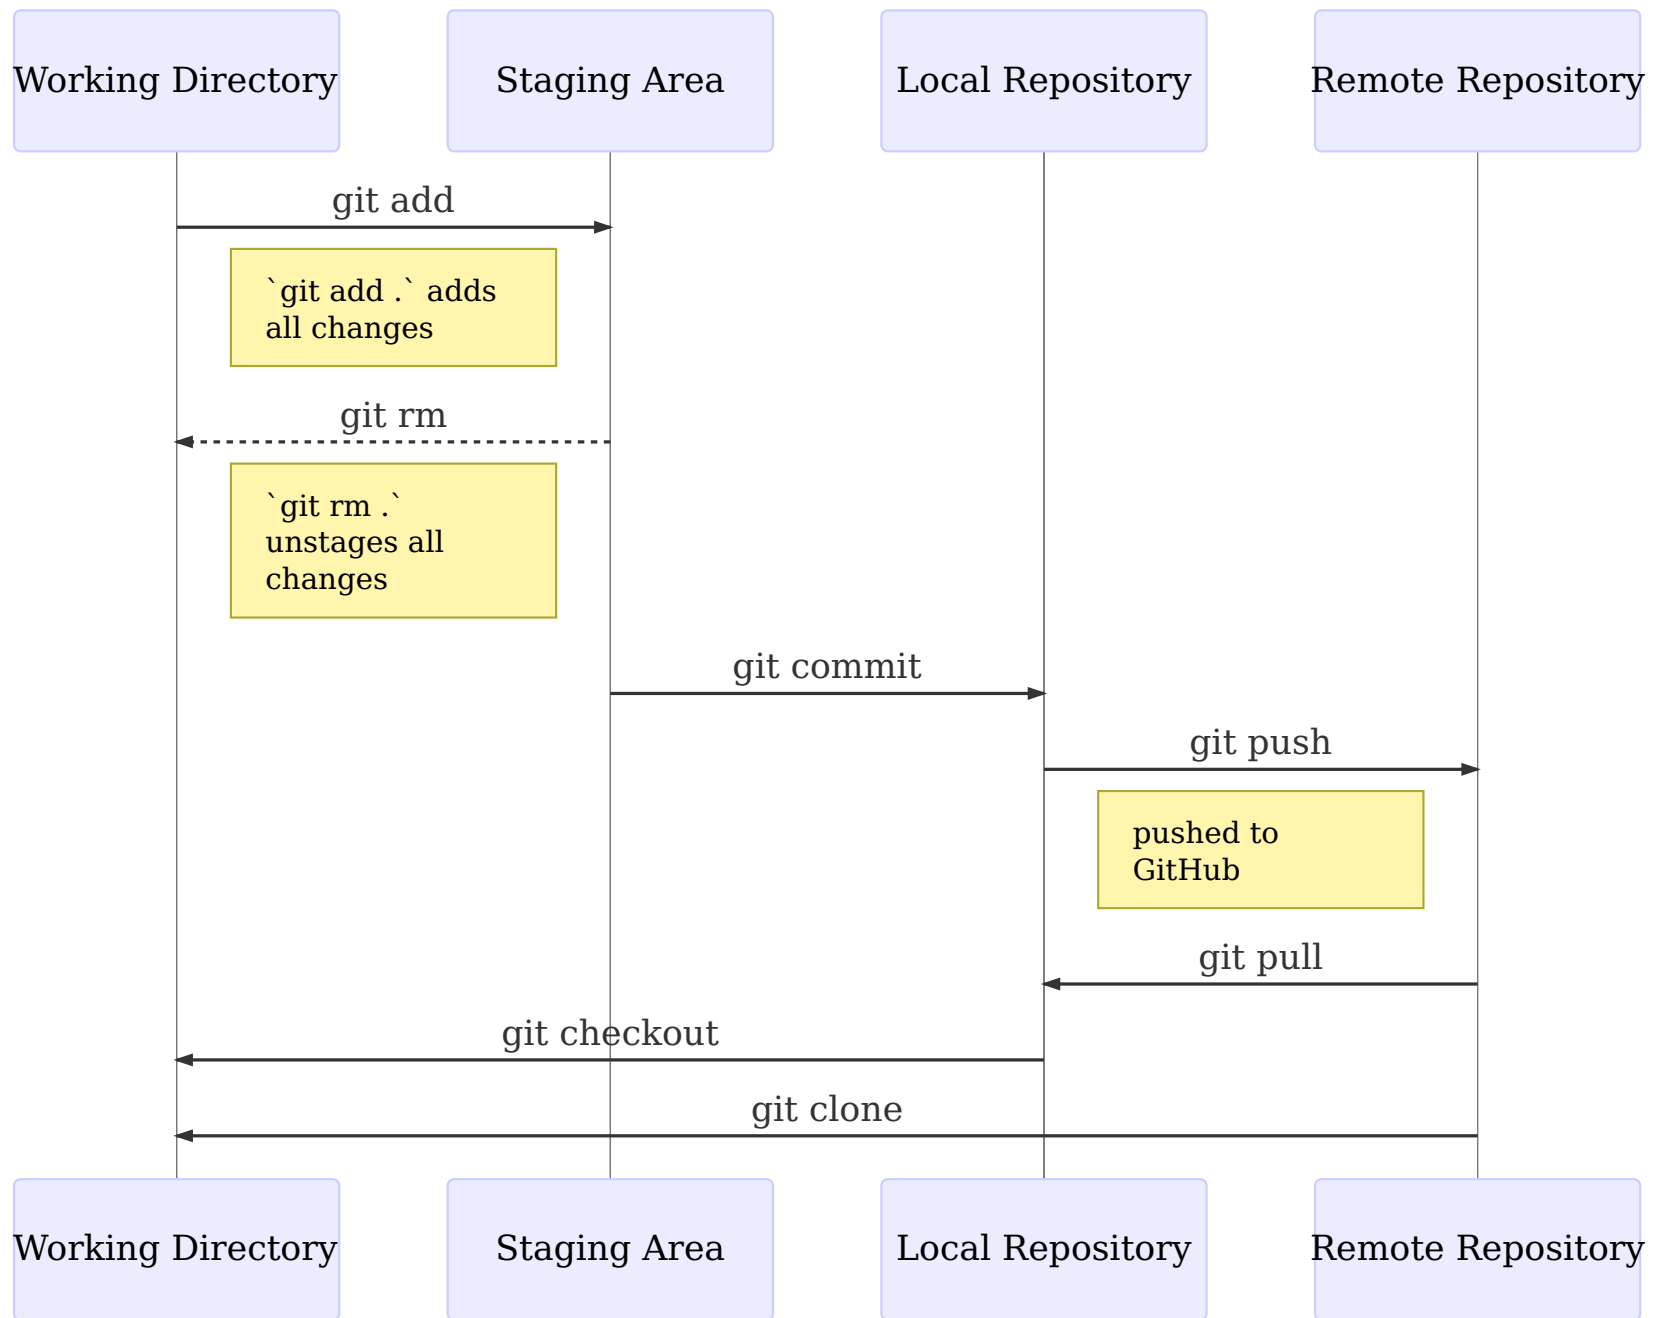 Working Directory
Staging Area
Local Repository
Remote Repository
git add
`git add .` adds
all changes
git rm
`git rm .`
unstages all
changes
git commit
git push
pushed to
GitHub
git pull
git checkout
git clone
Working Directory
Staging Area
Local Repository
Remote Repository